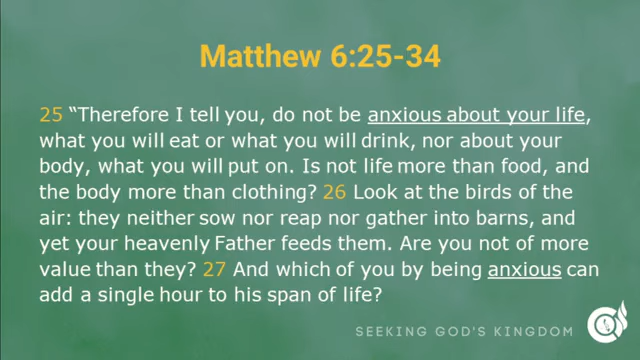 Matthew 6:25-34
25 “Therefore I tell you, do not be anxious about your life,
what you will eat or what you will drink, nor about your
body, what you will put on. Is not life more than food, and
the body more than clothing? 26 Look at the birds of the
air: they neither sow nor reap nor gather into barns, and
yet your heavenly Father feeds them. Are you not of more
value than they? 27 And which of you by being anxious can
add a single hour to his span of life?
SEEKING GOD'S KINGDOM